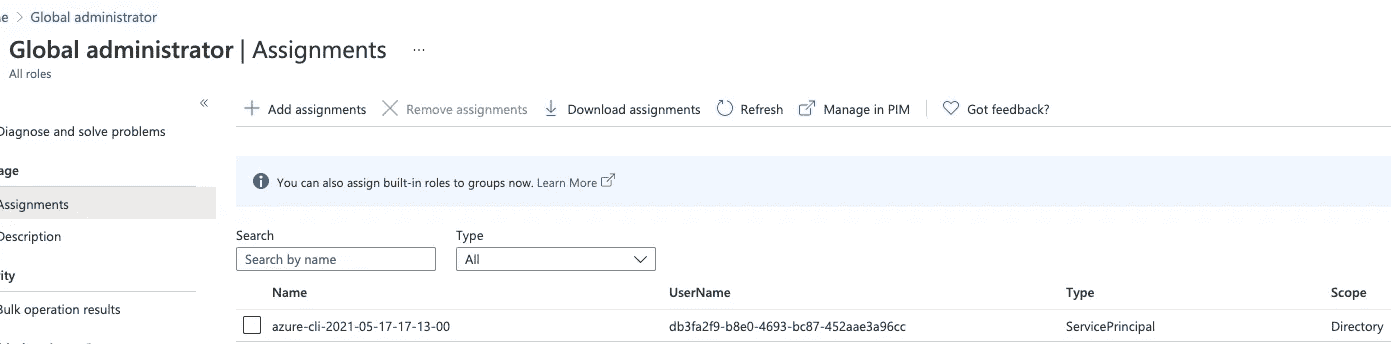 e > Global administrator
Global administrator | Assignments ...
All roles
«
Add assignments Remove assignments Download assignments Refresh Manage in PIM Got feedback?
Diagnose and solve problems
age
You can also assign built-in roles to groups now. Learn More
Assignments
Description
Search Type
Search by name All
ity
Name UserName Type Scope
Bulk operation results
azure-cli-2021-05-17-17-13-00 db3fa2f9-b8e0-4693-bc87-452aae3a96cc ServicePrincipal Directory